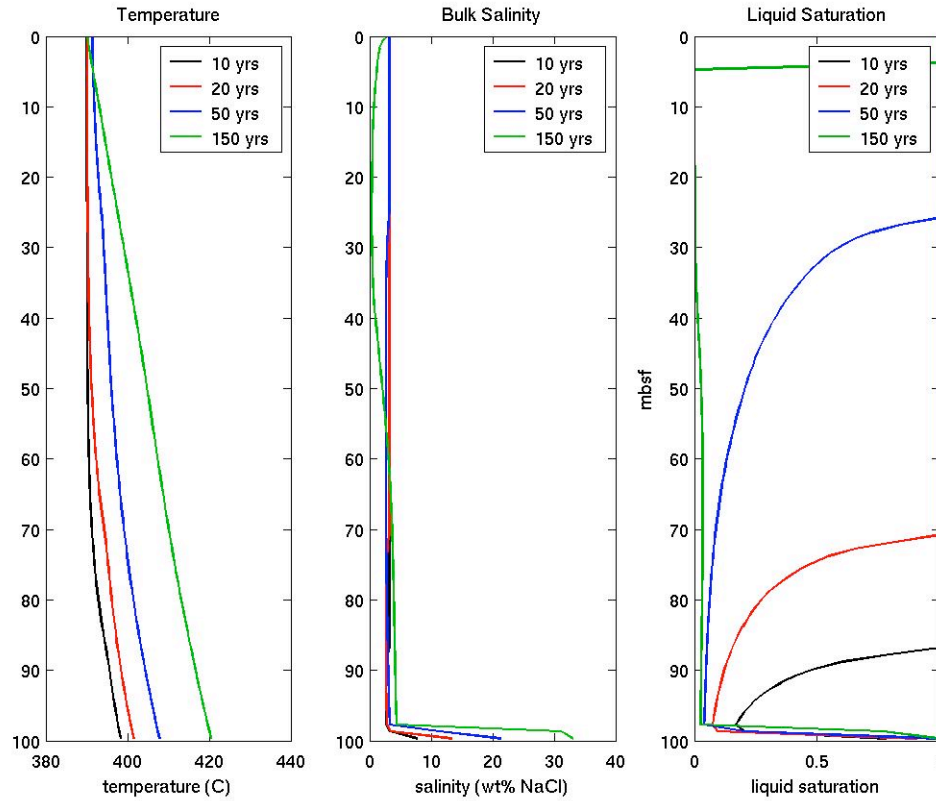 Temperature
0
10
20
30
40
50
60
70
80
90
100
380
400
420
440
temperature (C)
10 yrs
20 yrs
50 yrs
150 yrs
Bulk Salinity
0
10
20
30
40
50
60
70
80
90
100
0
10
20
30
40
salinity (wt% NaCl)
10 yrs
20 yrs
50 yrs
150 yrs
Liquid Saturation
mbsf
0
10
20
30
40
50
60
70
80
90
100
0
0.5
liquid saturation
10 yrs
20 yrs
50 yrs
150 yrs